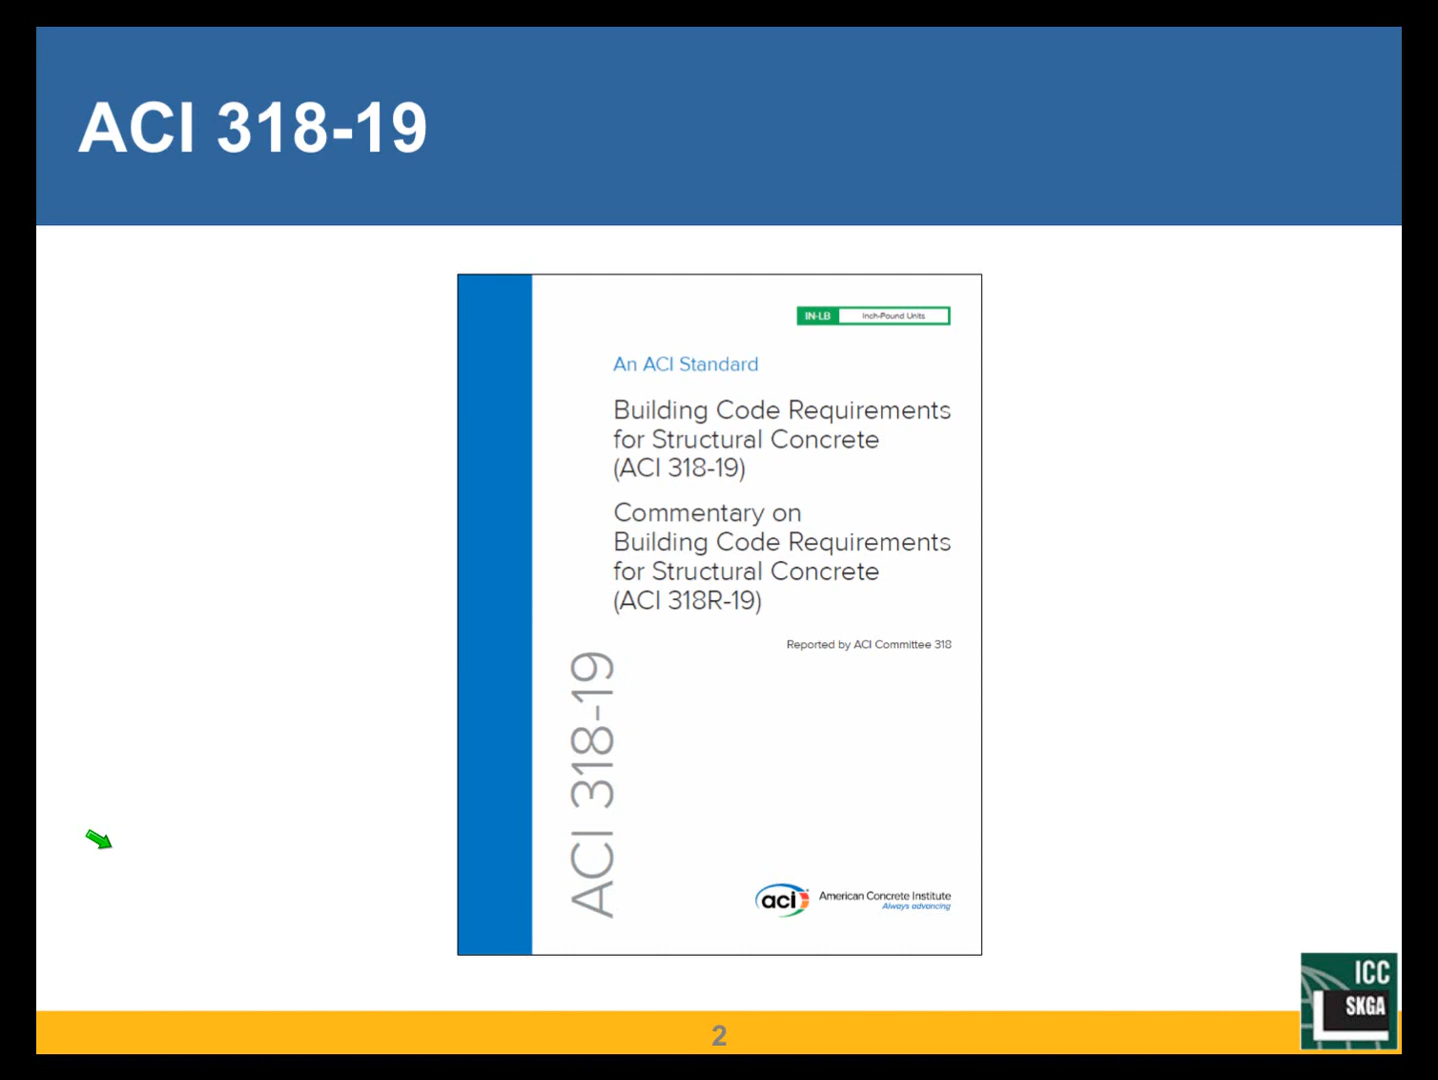 ACI 318-19
IN-LB Inch-Pound Units
An ACI Standard
Building Code Requirements
for Structural Concrete
(ACI 318-19)
Commentary on
Building Code Requirements
for Structural Concrete
(ACI 318R-19)
Reported by ACI Committee 318
ACI 318-19
aci American Concrete Institute
Always advancing
ICC
SKGA
2